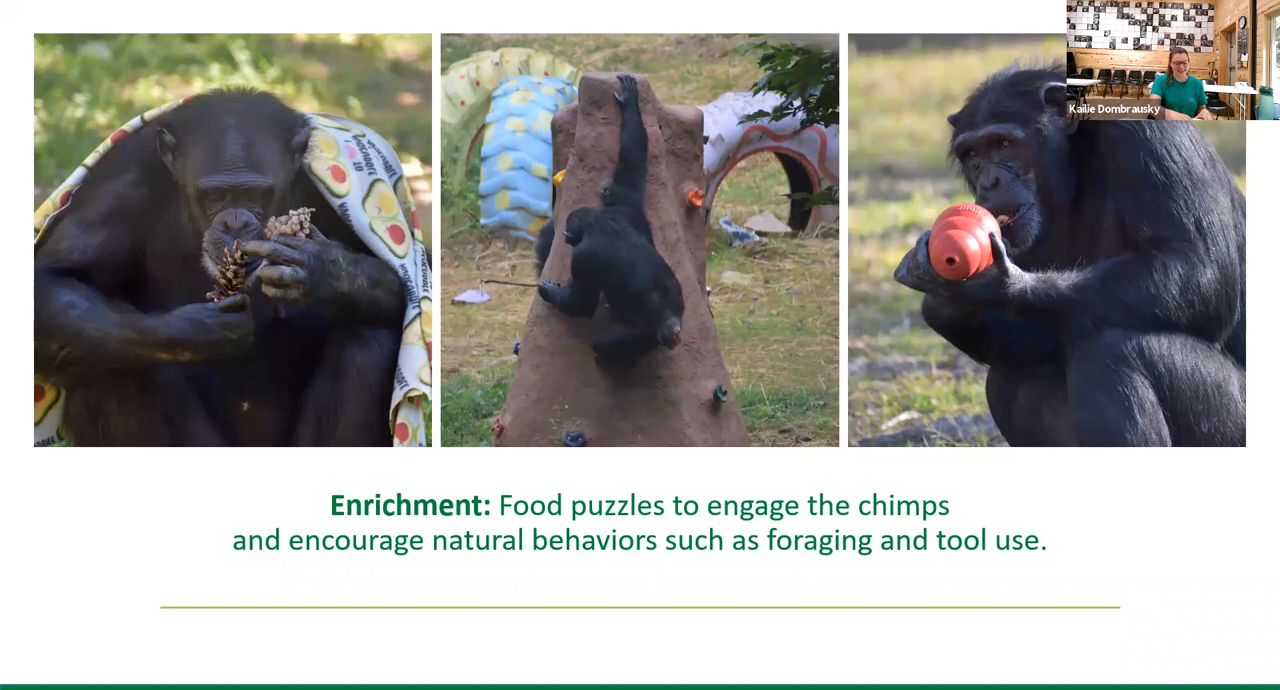 Kailie Dombrausky
Enrichment: Food puzzles to engage the chimps
and encourage natural behaviors such as foraging and tool use.